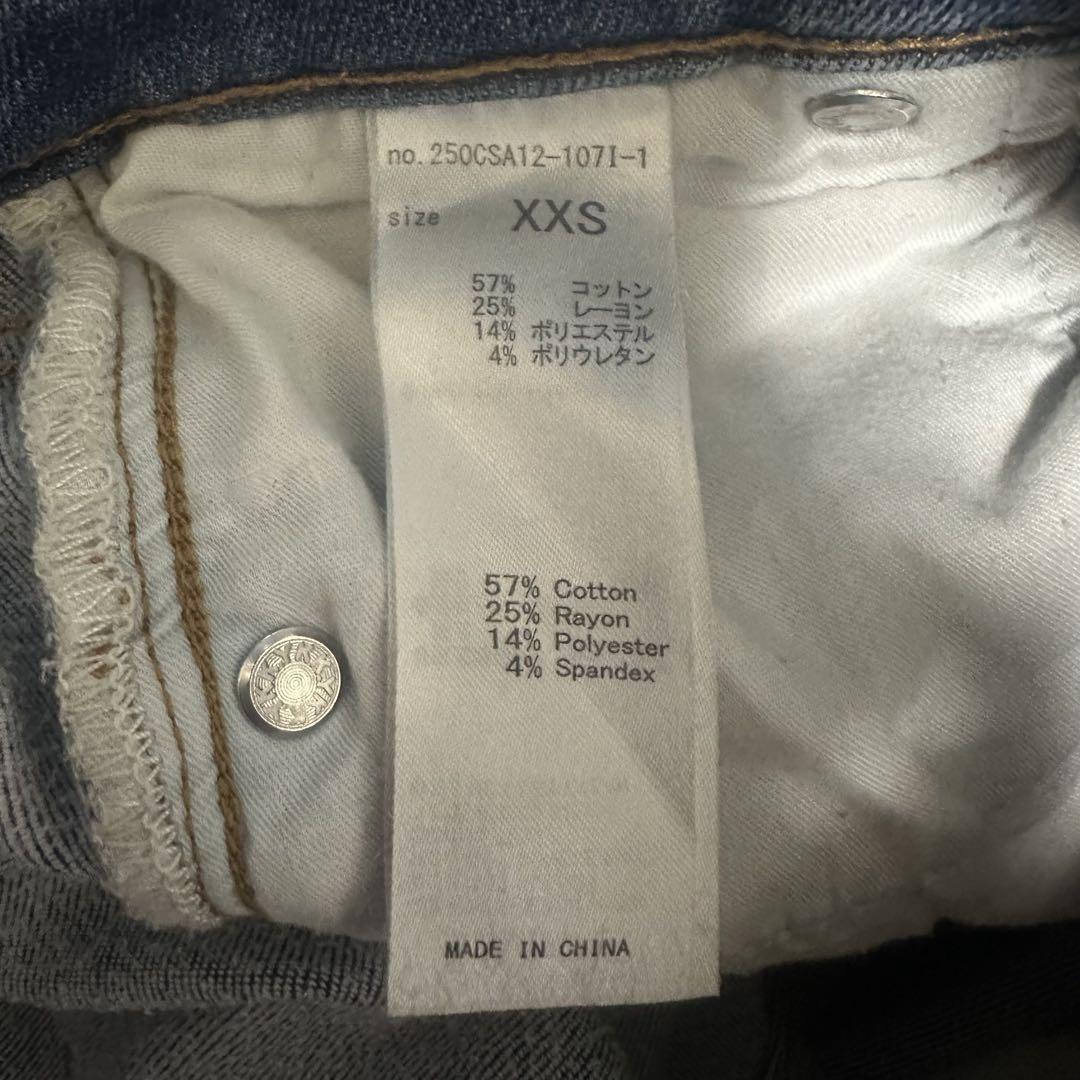 no. 250CSA12-107I-1
size XXS
57% コットン
25% レーヨン
14% ポリエステル
4% ポリウレタン
57% Cotton
25% Rayon
14% Polyester
4% Spandex
MADE IN CHINA